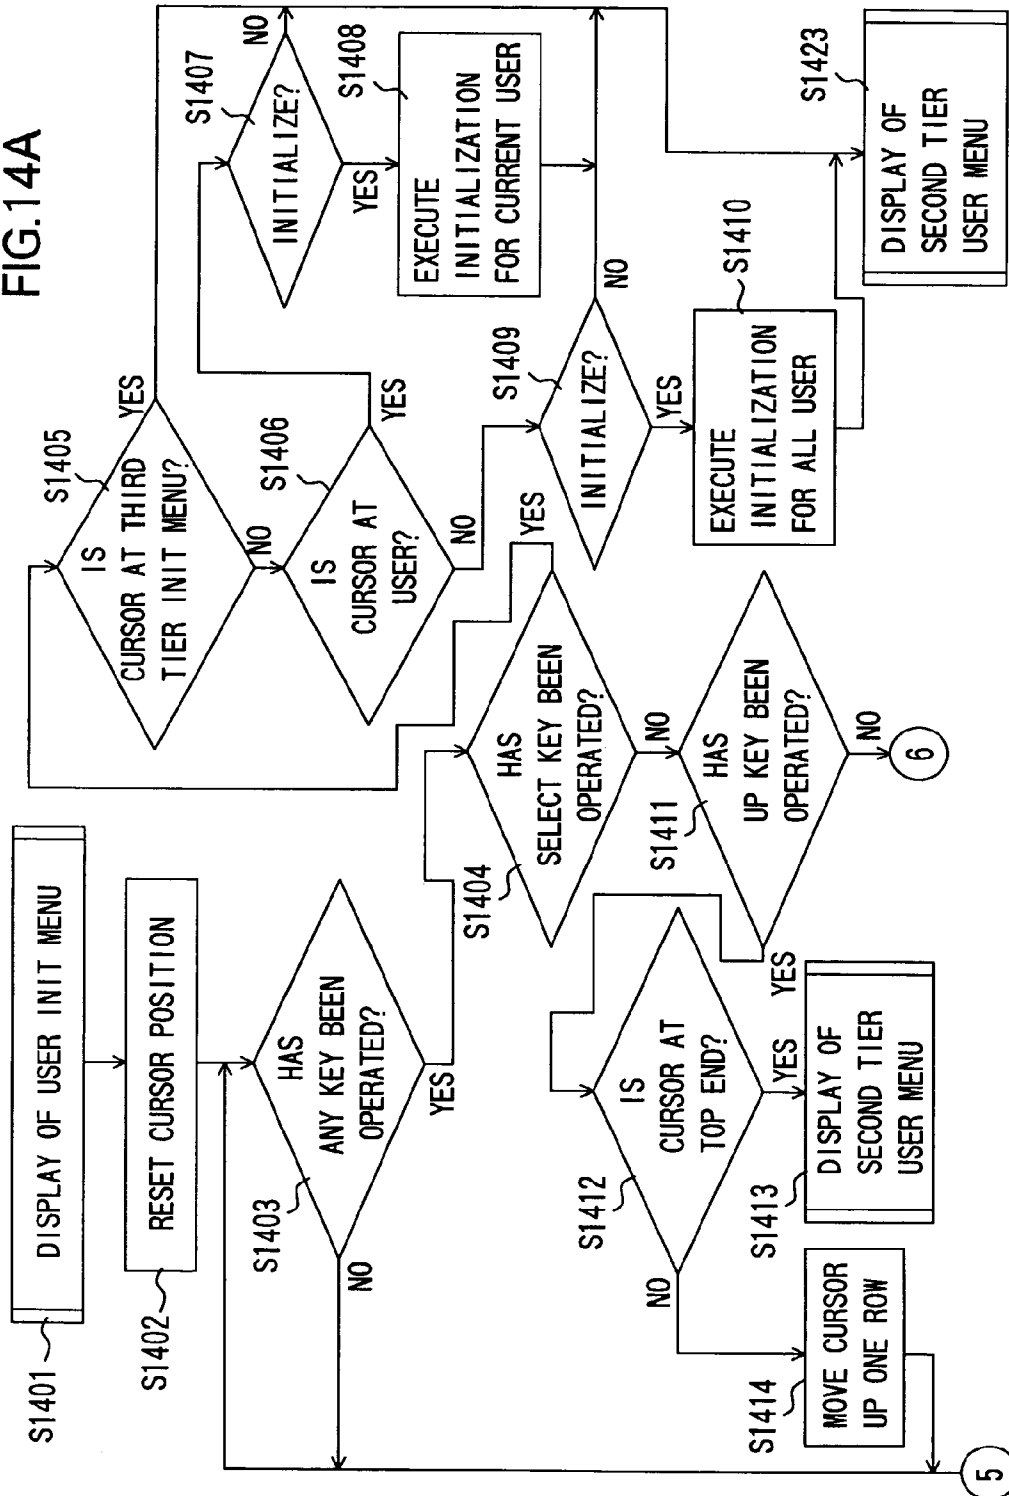 FIG.14A
S1401
DISPLAY OF USER INIT MENU
S1402
RESET CURSOR POSITION
S1403
HAS
ANY KEY BEEN
OPERATED?
NO
YES
S1404
HAS
SELECT KEY BEEN
OPERATED?
YES
NO
S1405
IS
CURSOR AT THIRD
TIER INIT MENU?
YES
NO
S1406
IS
CURSOR AT
USER?
YES
NO
S1407
INITIALIZE?
NO
YES
S1408
EXECUTE
INITIALIZATION
FOR CURRENT USER
S1409
INITIALIZE?
NO
YES
S1410
EXECUTE
INITIALIZATION
FOR ALL USER
S1423
DISPLAY OF
SECOND TIER
USER MENU
S1411
HAS
UP KEY BEEN
OPERATED?
YES
NO
6
S1412
IS
CURSOR AT
TOP END?
NO
YES
S1413
DISPLAY OF
SECOND TIER
USER MENU
S1414
MOVE CURSOR
UP ONE ROW
5